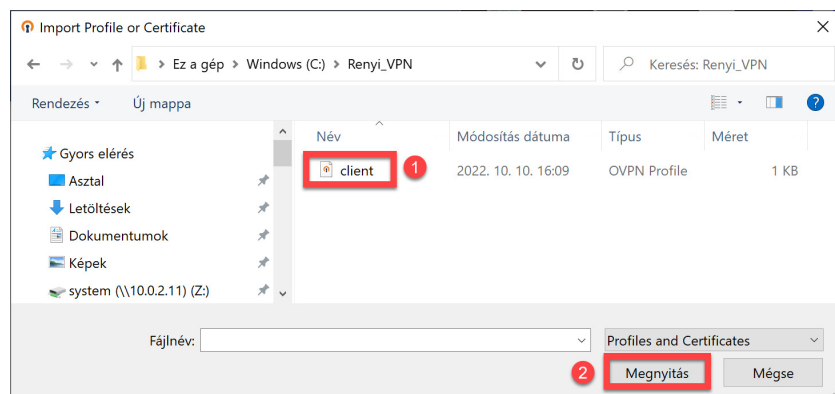 Import Profile or Certificate
Ez a gép Windows (C:) Renyi_VPN
Keresés: Renyi_VPN
Rendezés Új mappa
Név Módosítás dátuma Típus Méret
Gyors elérés
client 1 2022. 10. 10. 16:09 OVPN Profile 1 KB
Asztal
Letöltések
Dokumentumok
Képek
system (\\10.0.2.11) (Z:)
Fájlnév: Profiles and Certificates
2 Megnyitás Mégse